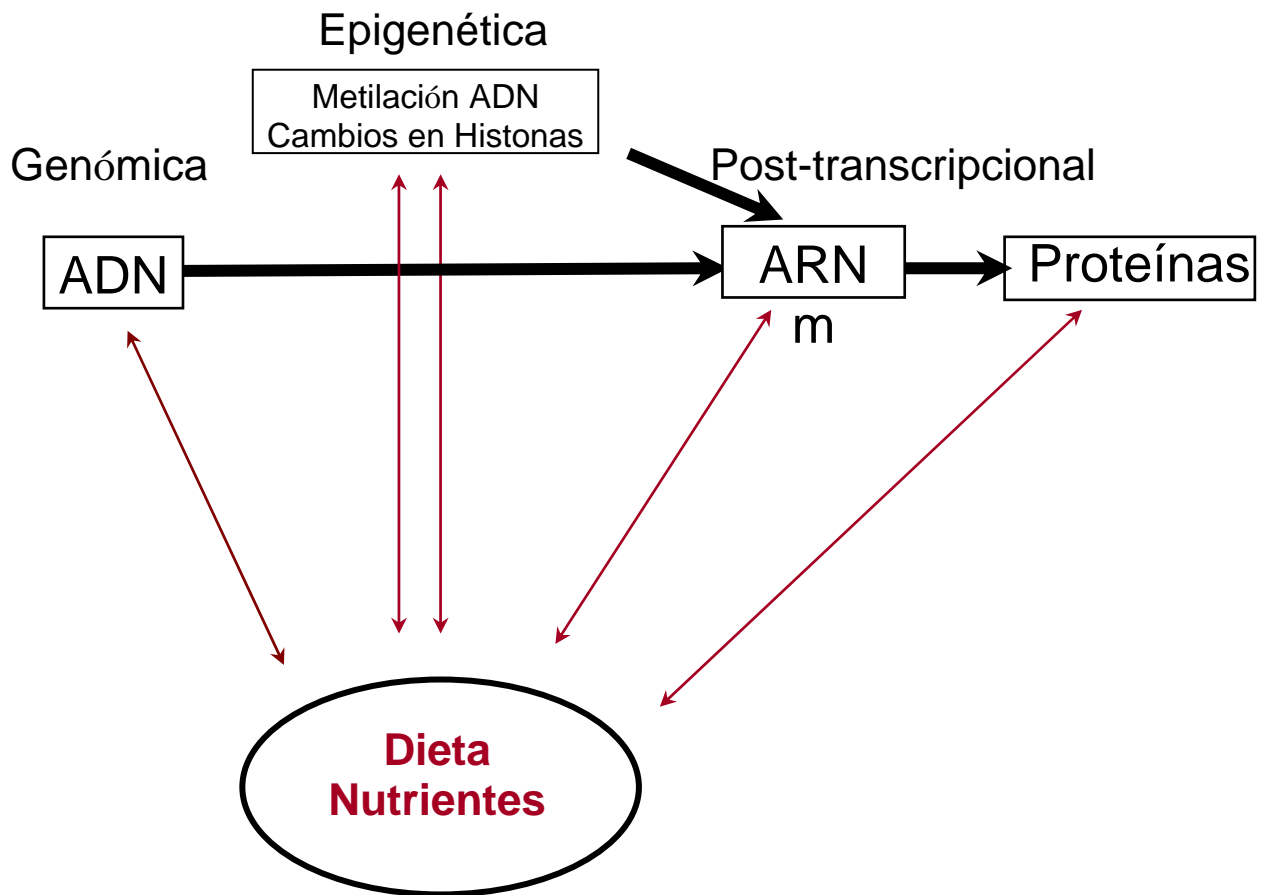 Epigenética
Metilación ADN
Cambios en Histonas
Genómica
Post-transcripcional
ADN
ARN
m
Proteínas
Dieta
Nutrientes